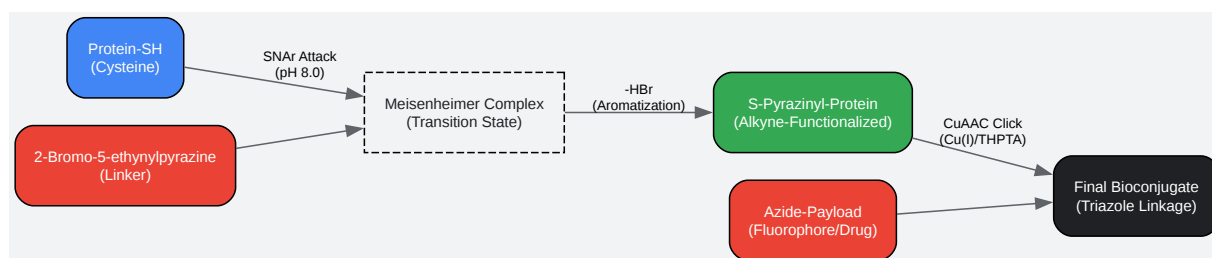 Protein-SH
(Cysteine)
SNAr Attack
(pH 8.0)
2-Bromo-5-ethynylpyrazine
(Linker)
Meisenheimer Complex
(Transition State)
-HBr
(Aromatization)
S-Pyrazinyl-Protein
(Alkyne-Functionalized)
CuAAC Click
(Cu(I)/THPTA)
Azide-Payload
(Fluorophore/Drug)
Final Bioconjugate
(Triazole Linkage)